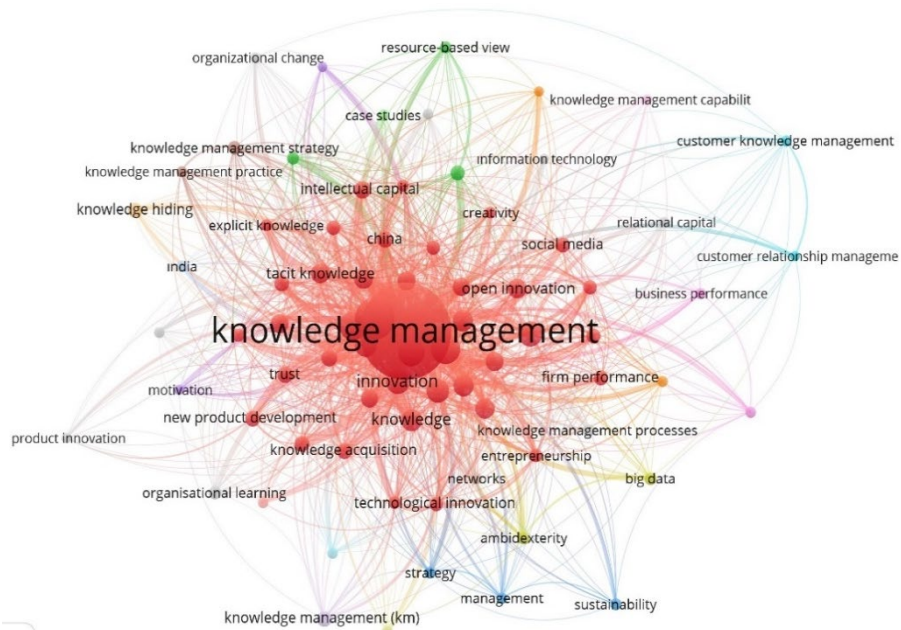 resource-based view
organizational change
knowledge management capabilit
case studies
customer knowledge management
knowledge management strategy
information technology
knowledge management practice
intellectual capital
knowledge hiding
creativity
relational capital
explicit knowledge
china
social media
customer relationship manageme
india
tacit knowledge
open innovation
business performance
knowledge management
trust
innovation
firm performance
motivation
new product development
knowledge
knowledge management processes
product innovation
knowledge acquisition
entrepreneurship
networks
big data
organisational learning
technological innovation
ambidexterity
strategy
management
sustainability
knowledge management (km)